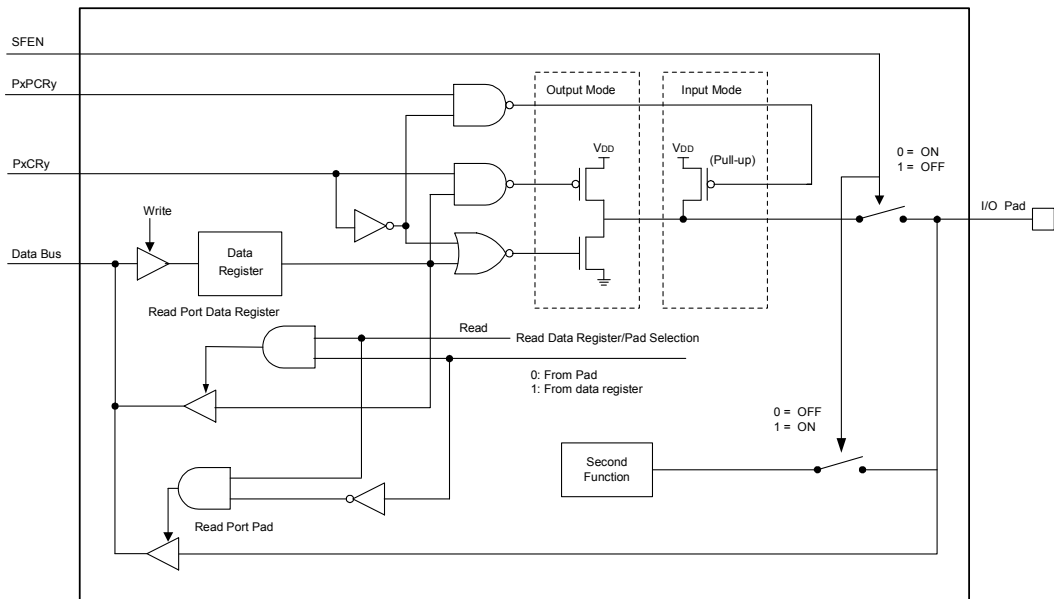 SFEN
PxPCRy
Output Mode
Input Mode
VDD
VDD
(Pull-up)
0 = ON
1 = OFF
PxCRy
I/O Pad
Write
Data Bus
Data
Register
Read Port Data Register
Read
Read Data Register/Pad Selection
0: From Pad
1: From data register
0 = OFF
1 = ON
Second
Function
Read Port Pad